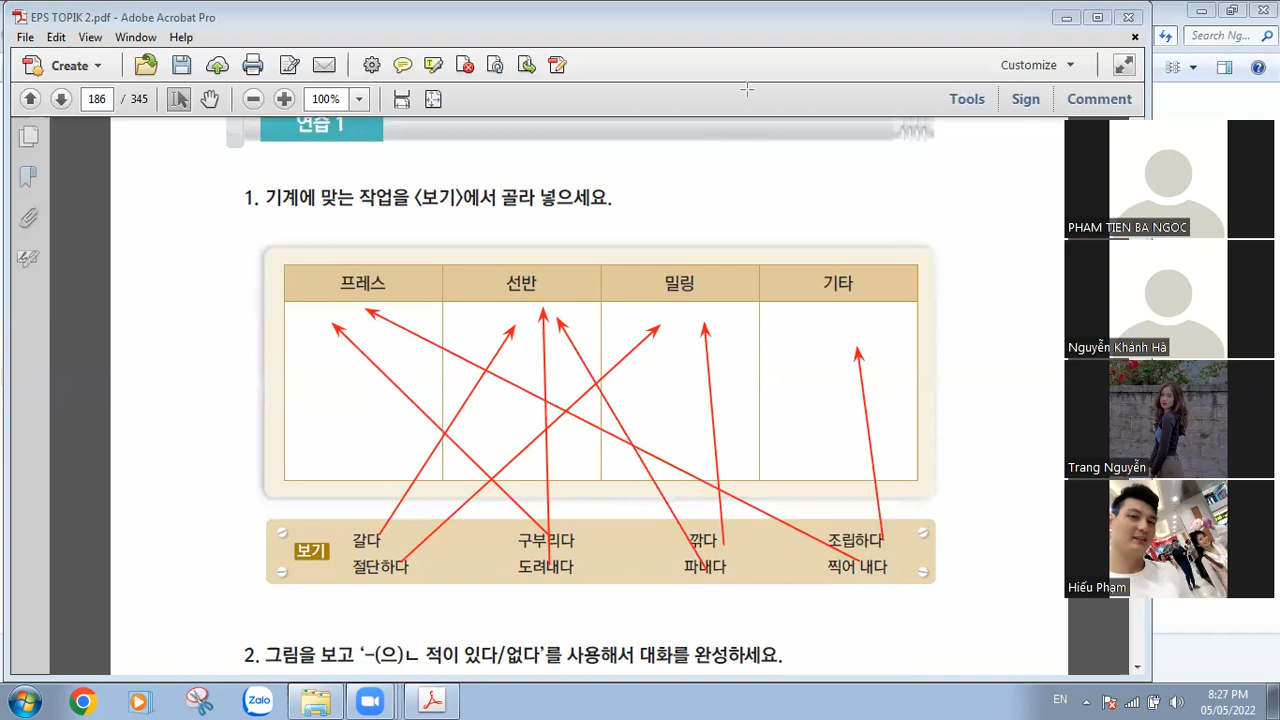 EPS TOPIK 2.pdf - Adobe Acrobat Pro
File Edit View Window Help
Create
Customize
186 / 345
100%
Tools Sign Comment
Search Ng...
연습 1
1. 기계에 맞는 작업을 〈보기〉에서 골라 넣으세요.
프레스 선반 밀링 기타
보기
갈다 구부리다 깎다 조립하다
절단하다 도려내다 파내다 찍어 내다
2. 그림을 보고 ‘-(으)ㄴ 적이 있다/없다’를 사용해서 대화를 완성하세요.
PHAM TIEN BA NGOC
Nguyễn Khánh Hà
Trang Nguyễn
Hiếu Phạm
Zalo
EN
8:27 PM
05/05/2022